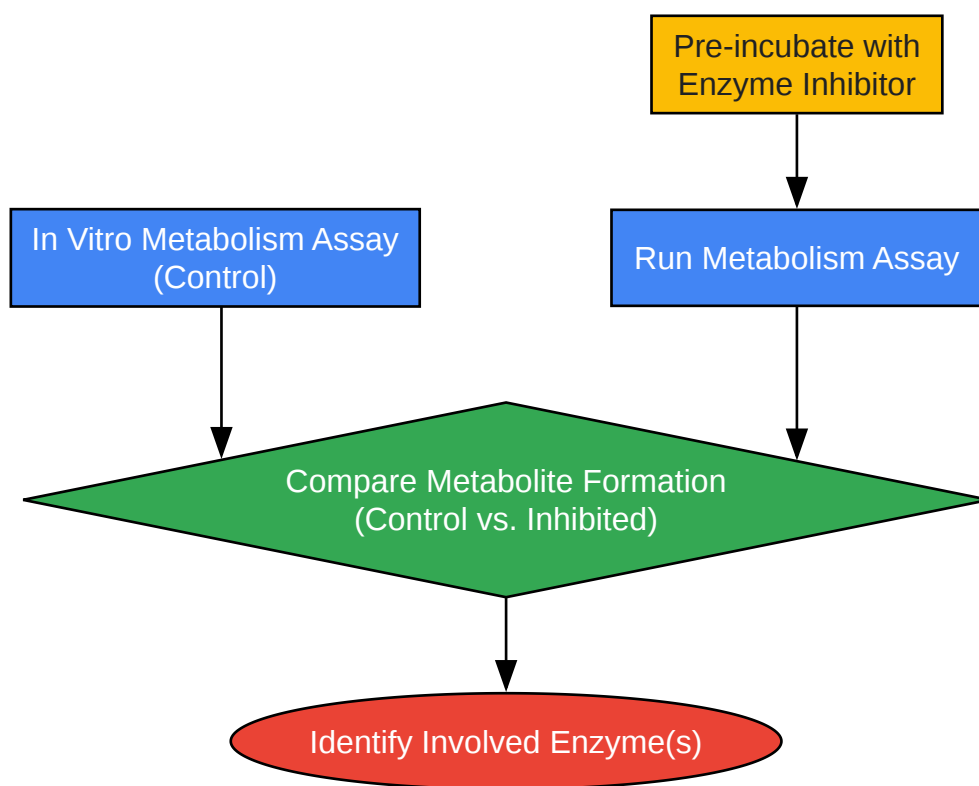 Pre-incubate with
Enzyme Inhibitor
In Vitro Metabolism Assay
(Control)
Run Metabolism Assay
Compare Metabolite Formation
(Control vs. Inhibited)
Identify Involved Enzyme(s)